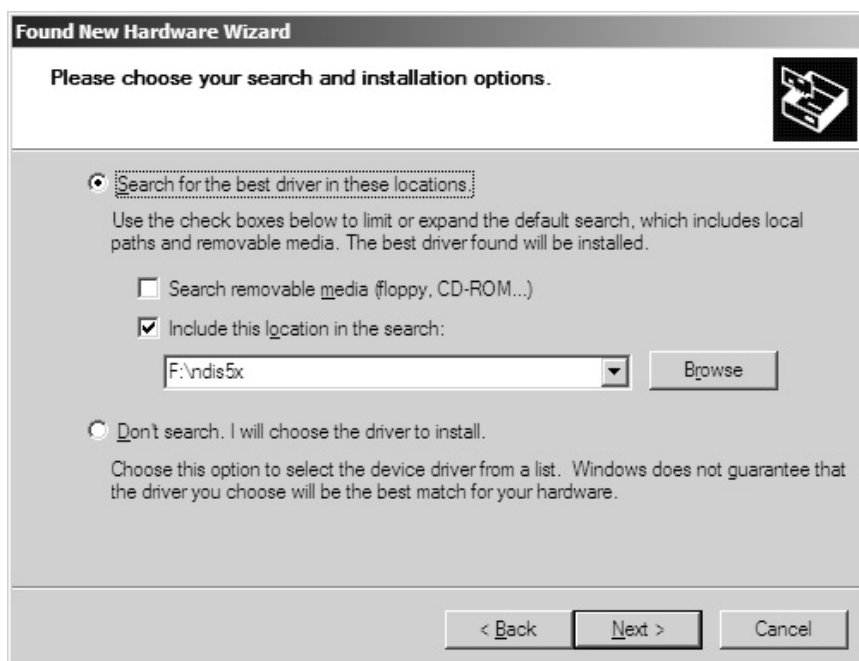 Found New Hardware Wizard
Please choose your search and installation options.
Search for the best driver in these locations.
Use the check boxes below to limit or expand the default search, which includes local
paths and removable media. The best driver found will be installed.
Search removable media (floppy, CD-ROM...)
Include this location in the search:
F:\ndis5x
Browse
Don't search. I will choose the driver to install.
Choose this option to select the device driver from a list. Windows does not guarantee that
the driver you choose will be the best match for your hardware.
< Back Next > Cancel